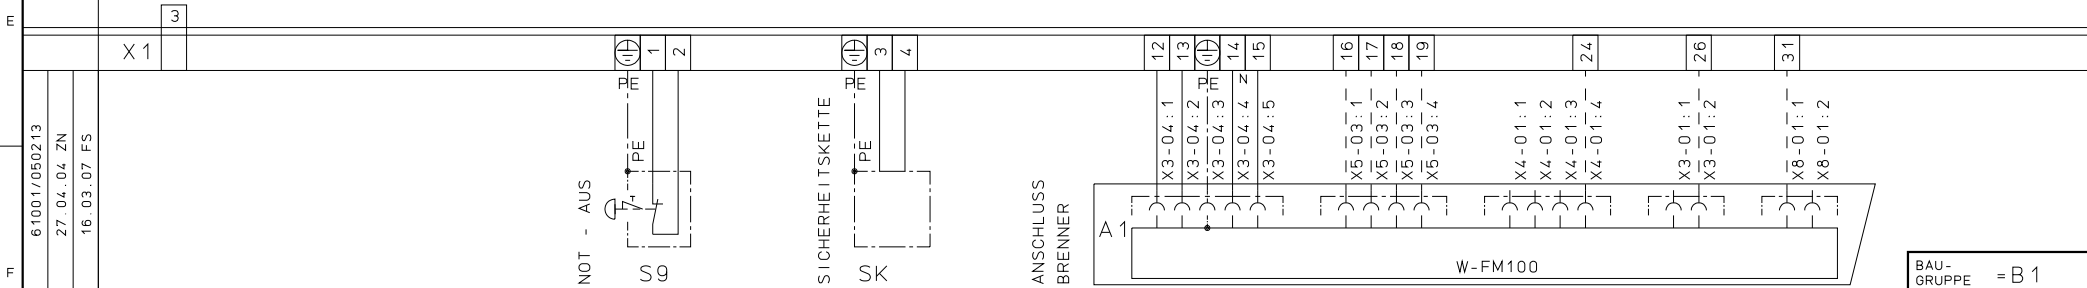 E
3
X1
1
2
3
4
12
13
14
15
16
17
18
19
24
26
31
PE
PE
PE
N
61001/050213
27.04.04 ZN
16.03.07 FS
PE
PE
X3-04:1
X3-04:2
X3-04:3
X3-04:4
X3-04:5
X5-03:1
X5-03:2
X5-03:3
X5-03:4
X4-01:1
X4-01:2
X4-01:3
X4-01:4
X3-01:1
X3-01:2
X8-01:1
X8-01:2
NOT - AUS
SICHERHEITSKETTE
ANSCHLUSS
BRENNER
A1
F
S9
SK
W-FM100
BAU-
GRUPPE
=B1